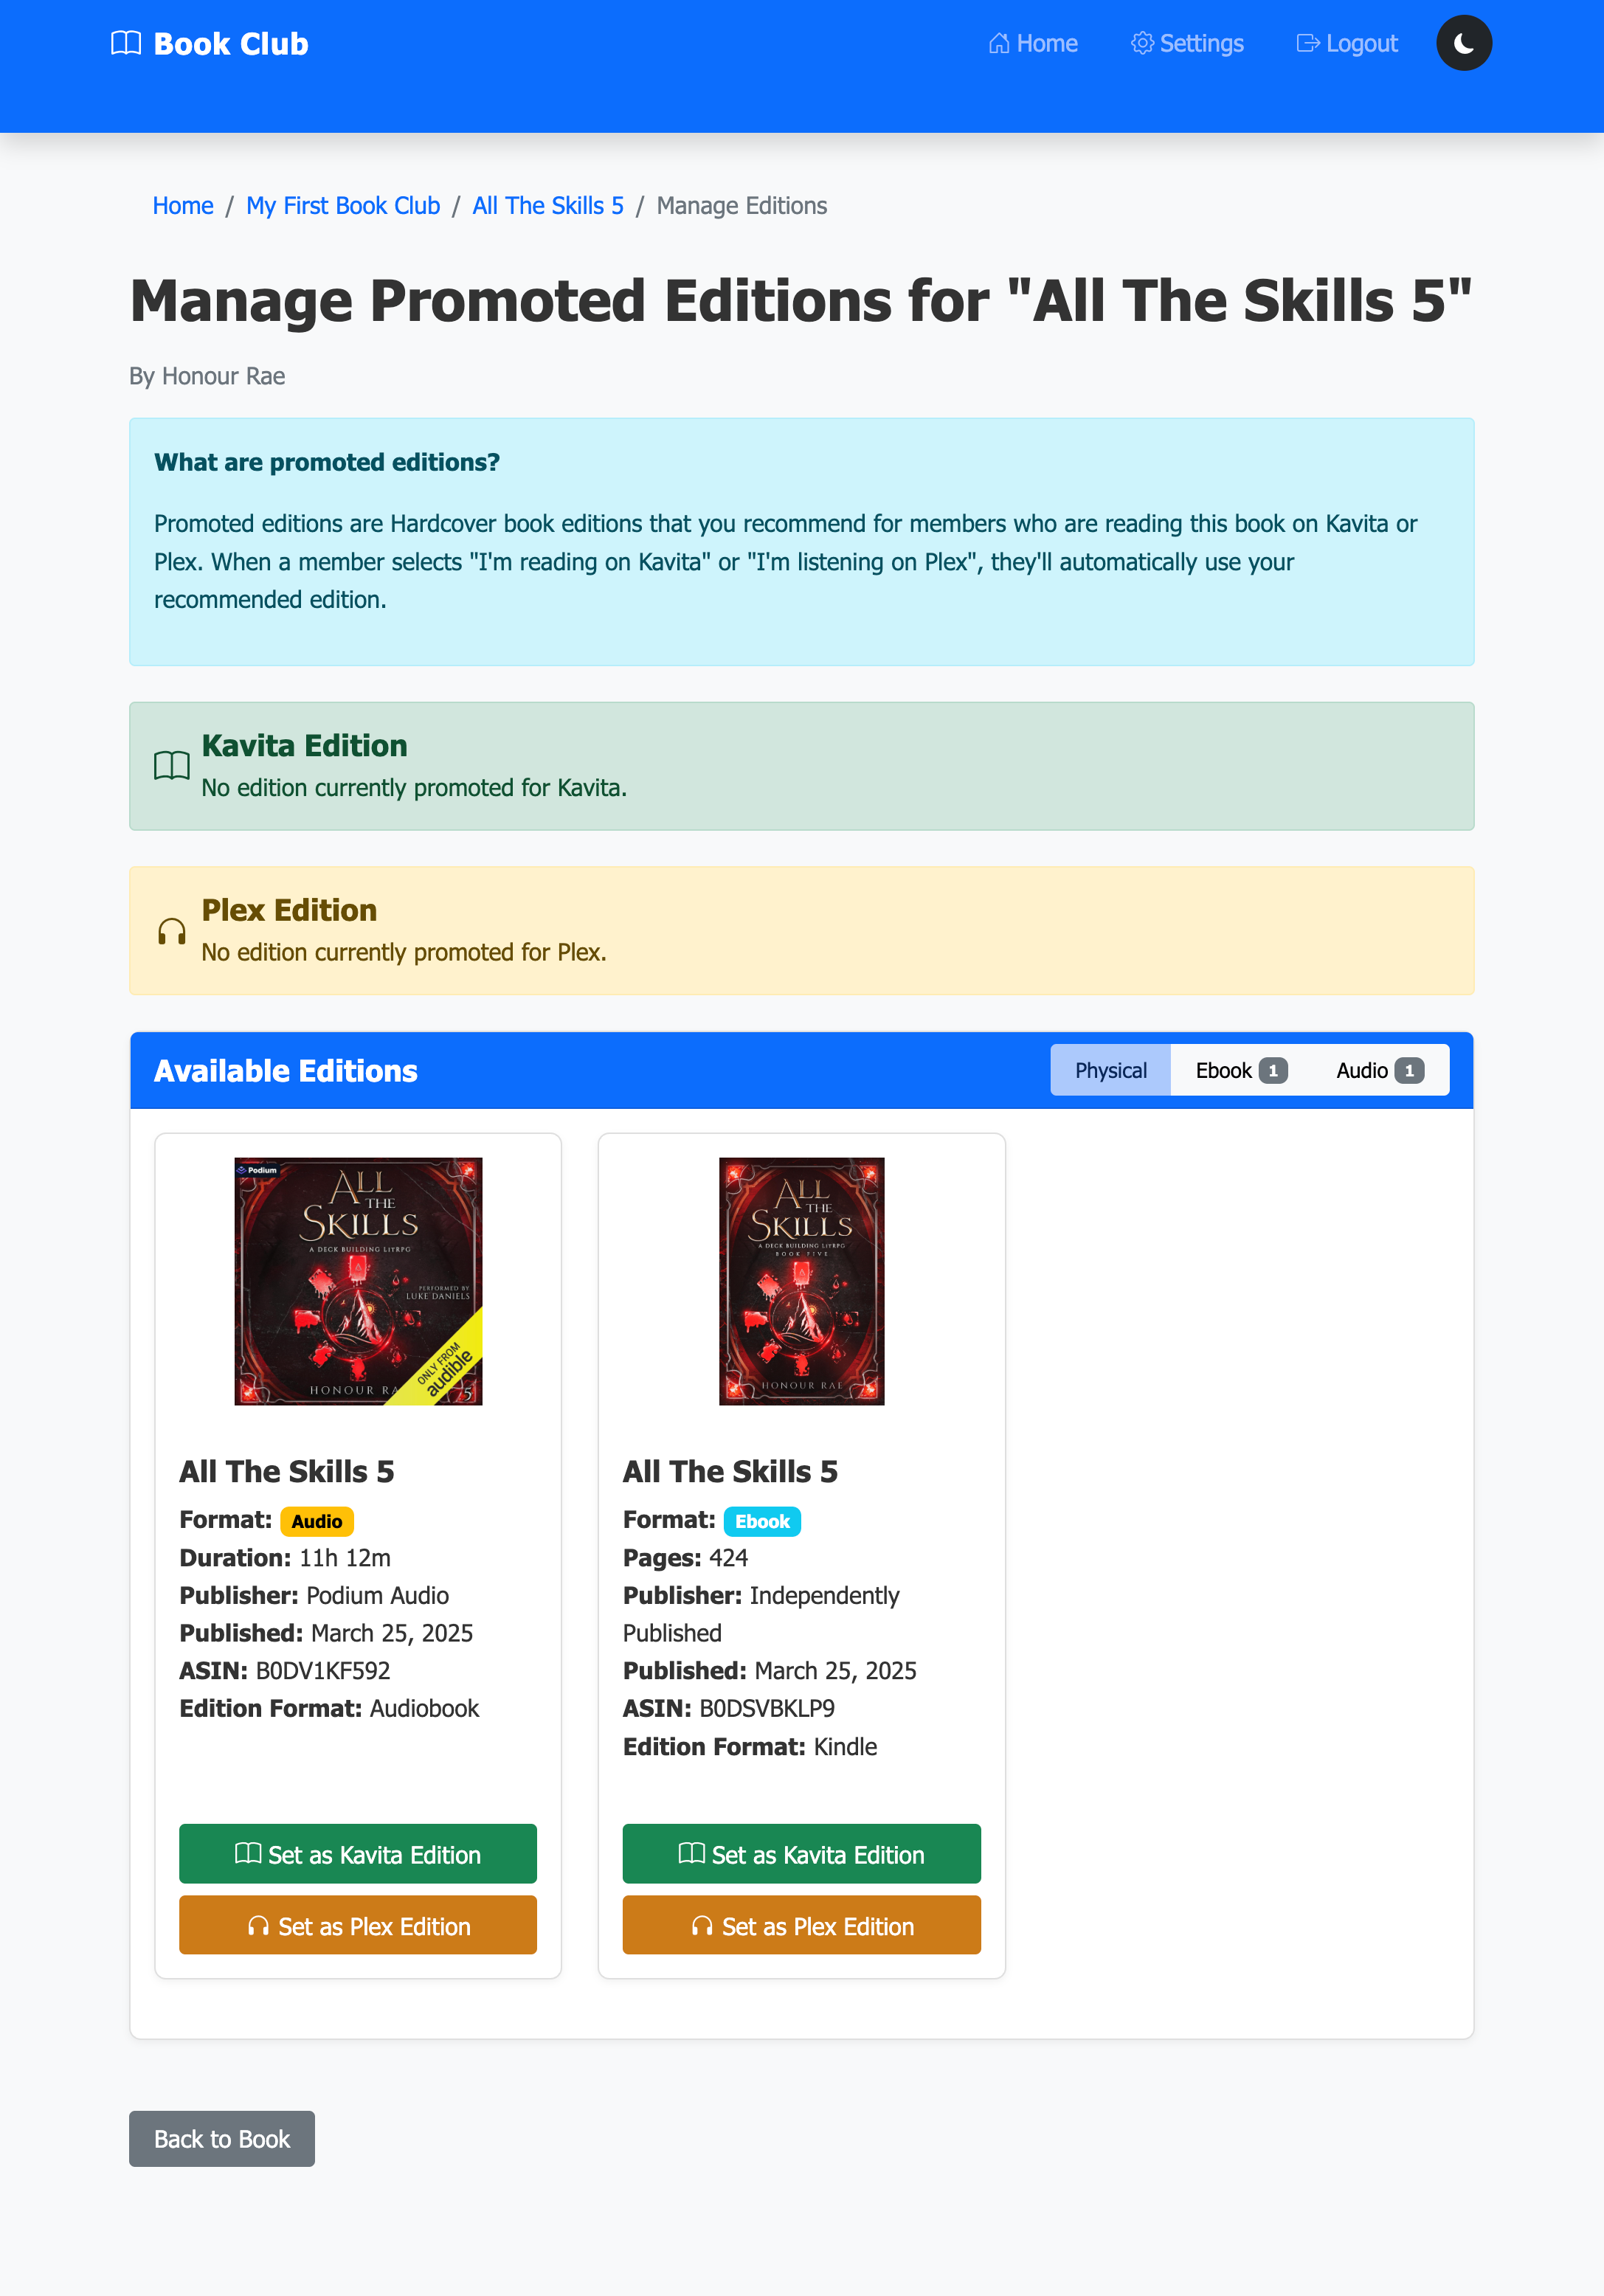 Book Club
Home
Settings
Logout
Home / My First Book Club / All The Skills 5 / Manage Editions
Manage Promoted Editions for "All The Skills 5"
By Honour Rae
What are promoted editions?
Promoted editions are Hardcover book editions that you recommend for members who are reading this book on Kavita or
Plex. When a member selects "I'm reading on Kavita" or "I'm listening on Plex", they'll automatically use your
recommended edition.
Kavita Edition
No edition currently promoted for Kavita.
Plex Edition
No edition currently promoted for Plex.
Available Editions
Physical
Ebook 1
Audio 1
Podium
ALL
THE
SKILLS
A DECK BUILDING LITRPG
PERFORMED BY
LUKE DANIELS
ONLY FROM
audible
HONOUR RA
5
All The Skills 5
Format: Audio
Duration: 11h 12m
Publisher: Podium Audio
Published: March 25, 2025
ASIN: B0DV1KF592
Edition Format: Audiobook
Set as Kavita Edition
Set as Plex Edition
ALL
THE
SKILLS
A DECK BUILDING LITRPG
BOOK FIVE
HONOUR RAE
All The Skills 5
Format: Ebook
Pages: 424
Publisher: Independently
Published
Published: March 25, 2025
ASIN: B0DSVBKLP9
Edition Format: Kindle
Set as Kavita Edition
Set as Plex Edition
Back to Book